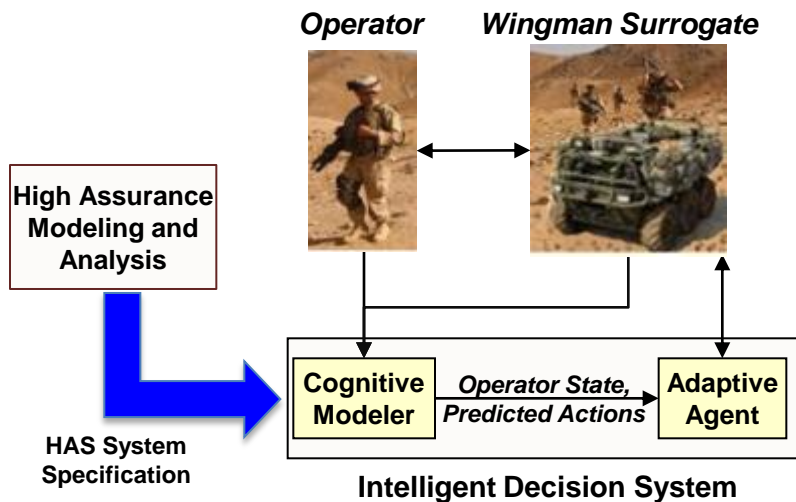 Operator
Wingman Surrogate
High Assurance
Modeling and
Analysis
Cognitive
Modeler
Operator State,
Predicted Actions
Adaptive
Agent
HAS System
Specification
Intelligent Decision System